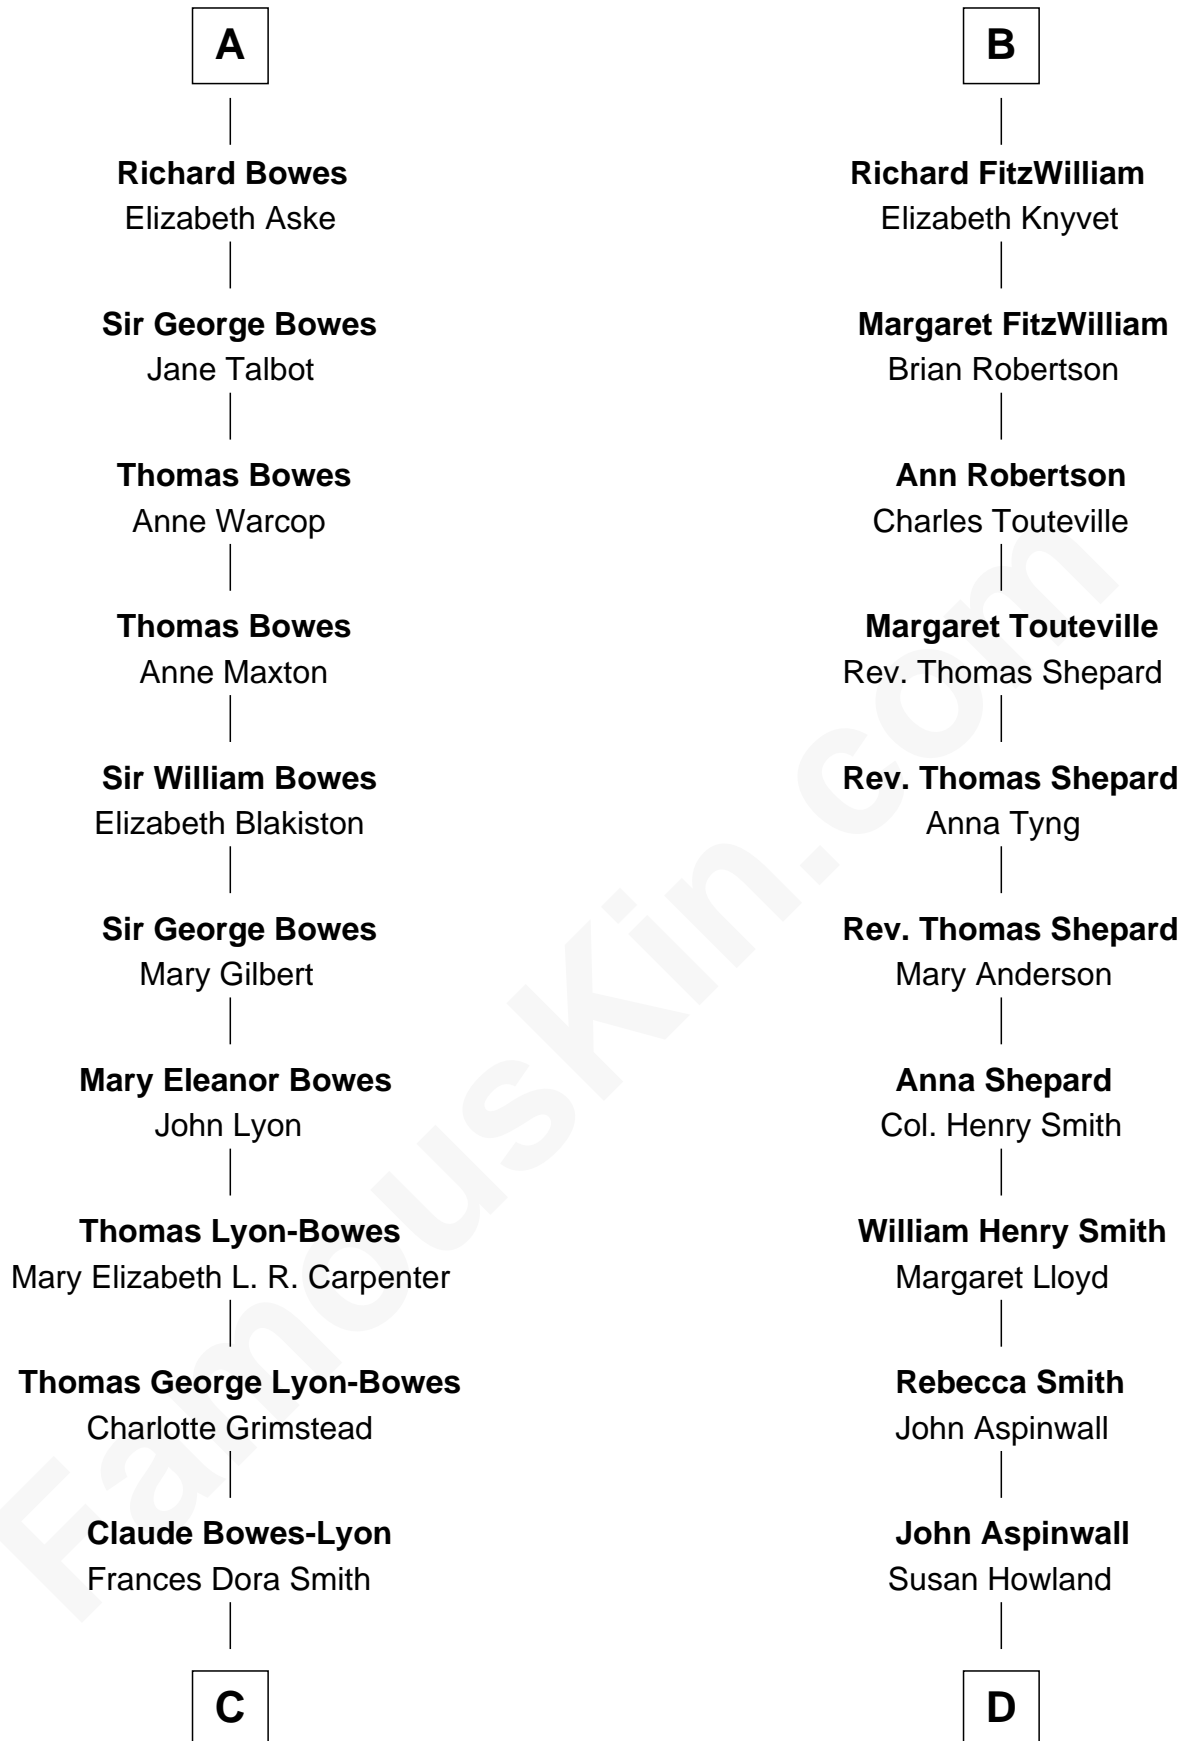 A
Richard Bowes
Elizabeth Aske
Sir George Bowes
Jane Talbot
Thomas Bowes
Anne Warcop
Thomas Bowes
Anne Maxton
Sir William Bowes
Elizabeth Blakiston
Sir George Bowes
Mary Gilbert
Mary Eleanor Bowes
John Lyon
Thomas Lyon-Bowes
Mary Elizabeth L. R. Carpenter
Thomas George Lyon-Bowes
Charlotte Grimstead
Claude Bowes-Lyon
Frances Dora Smith
C
B
Richard FitzWilliam
Elizabeth Knyvet
Margaret FitzWilliam
Brian Robertson
Ann Robertson
Charles Touteville
Margaret Touteville
Rev. Thomas Shepard
Rev. Thomas Shepard
Anna Tyng
Rev. Thomas Shepard
Mary Anderson
Anna Shepard
Col. Henry Smith
William Henry Smith
Margaret Lloyd
Rebecca Smith
John Aspinwall
John Aspinwall
Susan Howland
D
FamousKin.com